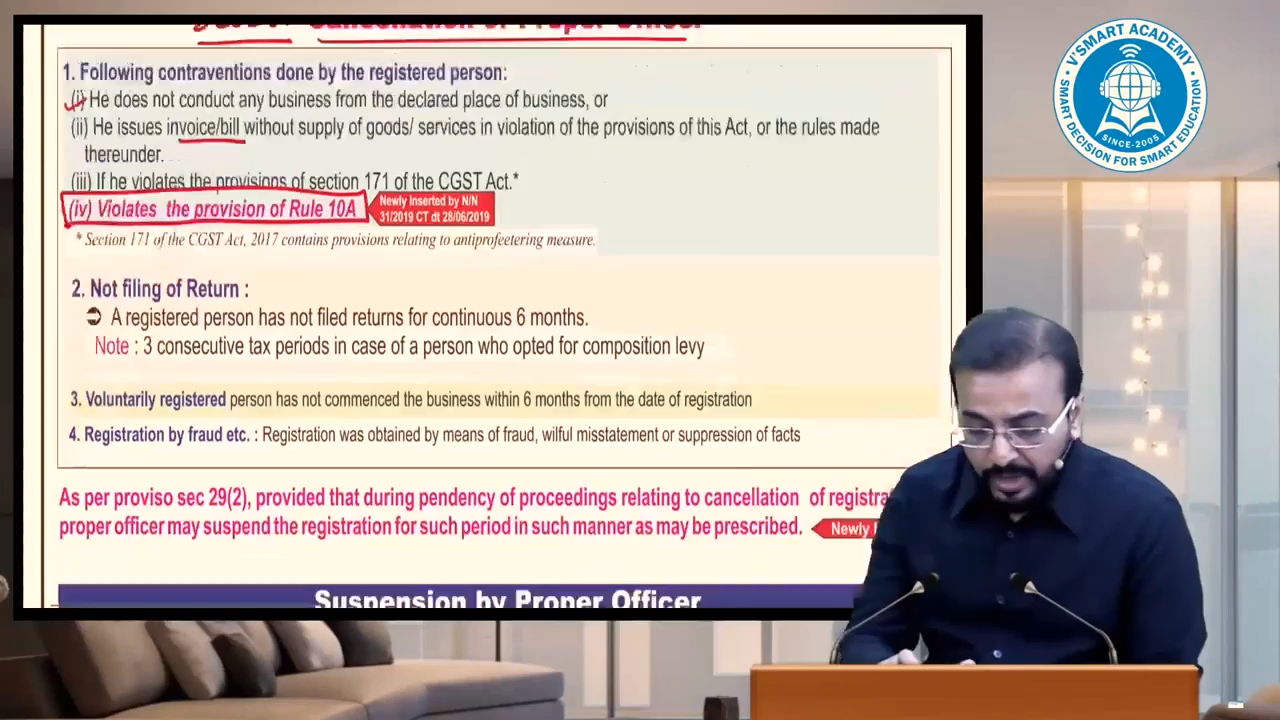 Cancellation of Proper Officer
1. Following contraventions done by the registered person:
(i) He does not conduct any business from the declared place of business, or
(ii) He issues invoice/bill without supply of goods/ services in violation of the provisions of this Act, or the rules made
thereunder.
(iii) If he violates the provisions of section 171 of the CGST Act.*
(iv) Violates the provision of Rule 10A
Newly Inserted by N/N
31/2019 CT dt 28/06/2019
* Section 171 of the CGST Act, 2017 contains provisions relating to antiprofeetering measure.
2. Not filing of Return :
➲ A registered person has not filed returns for continuous 6 months.
Note : 3 consecutive tax periods in case of a person who opted for composition levy
3. Voluntarily registered person has not commenced the business within 6 months from the date of registration
4. Registration by fraud etc. : Registration was obtained by means of fraud, wilful misstatement or suppression of facts
As per proviso sec 29(2), provided that during pendency of proceedings relating to cancellation of registra
proper officer may suspend the registration for such period in such manner as may be prescribed.
Newly
Suspension by Proper Officer
V'SMART ACADEMY
SINCE-2005
SMART DECISION FOR SMART EDUCATION